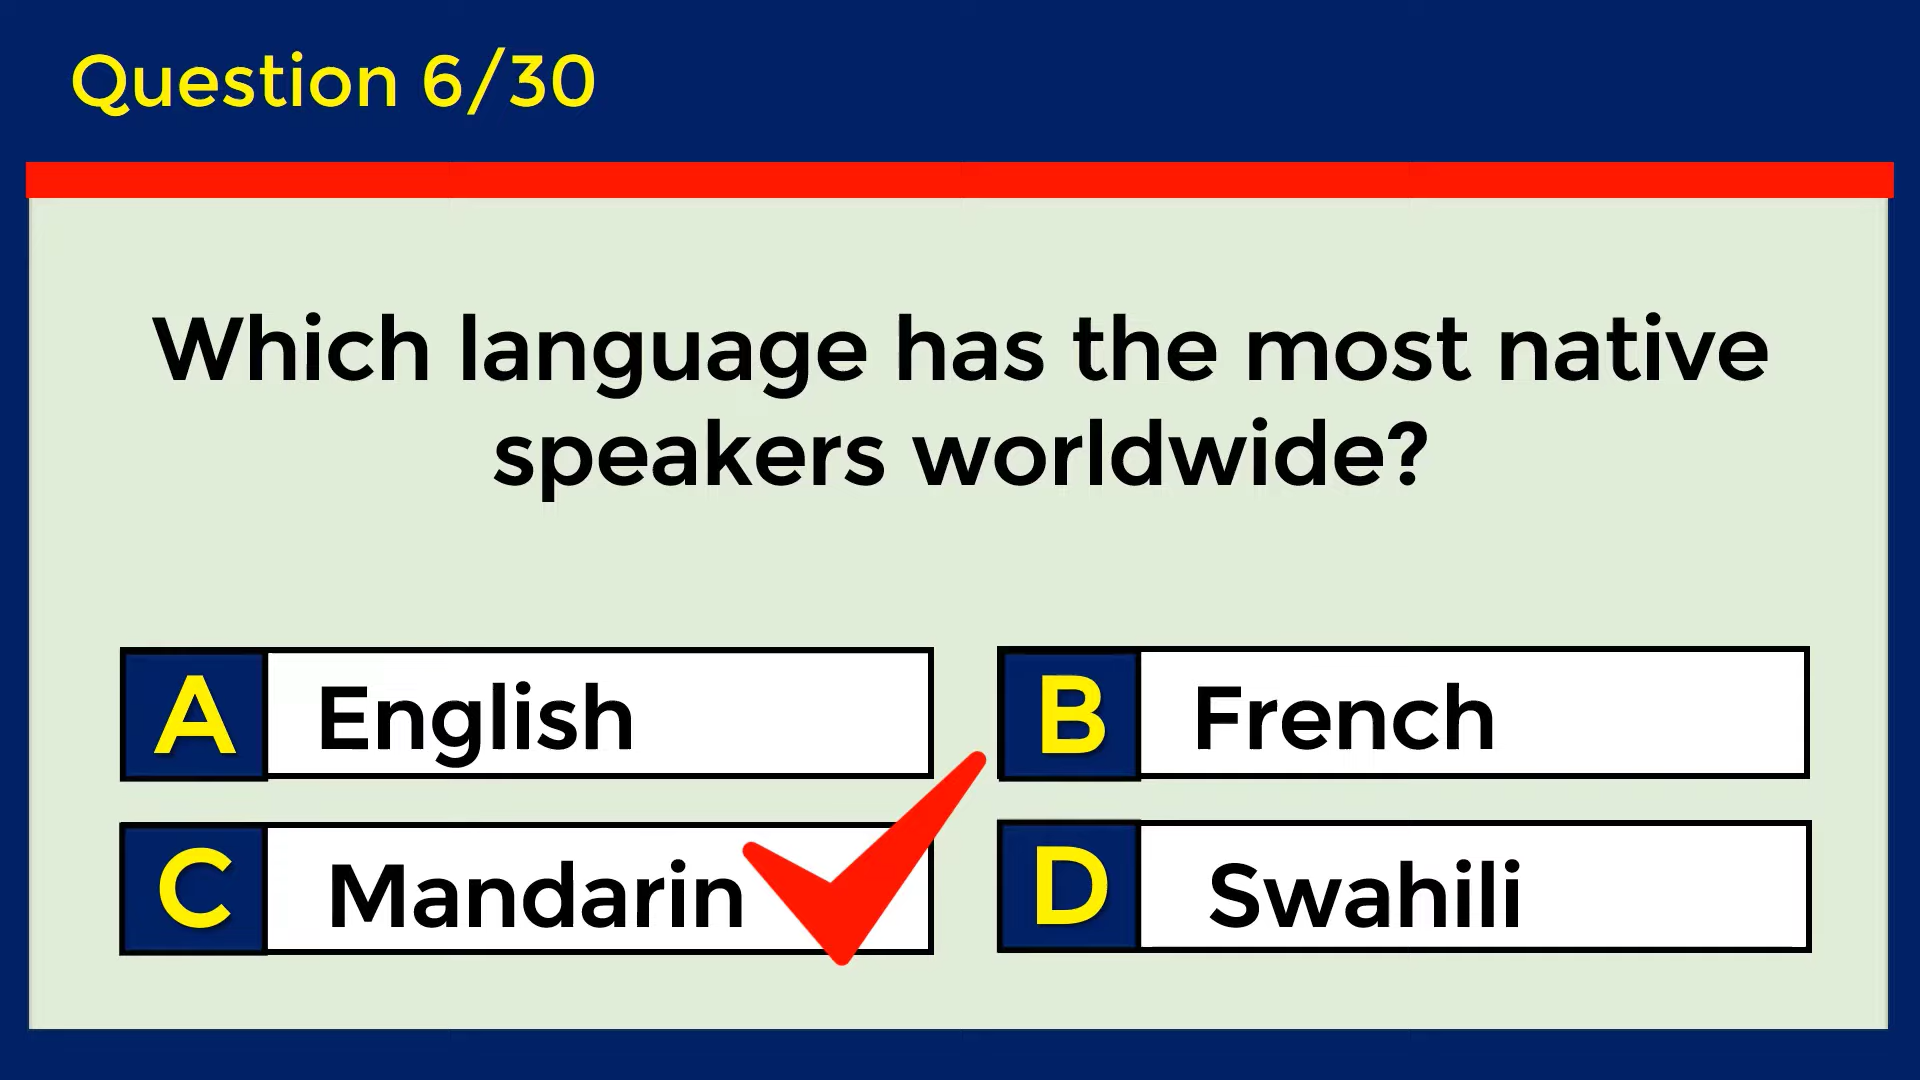 Question 6/30
Which language has the most native
speakers worldwide?
A English
B French
C Mandarin
D Swahili